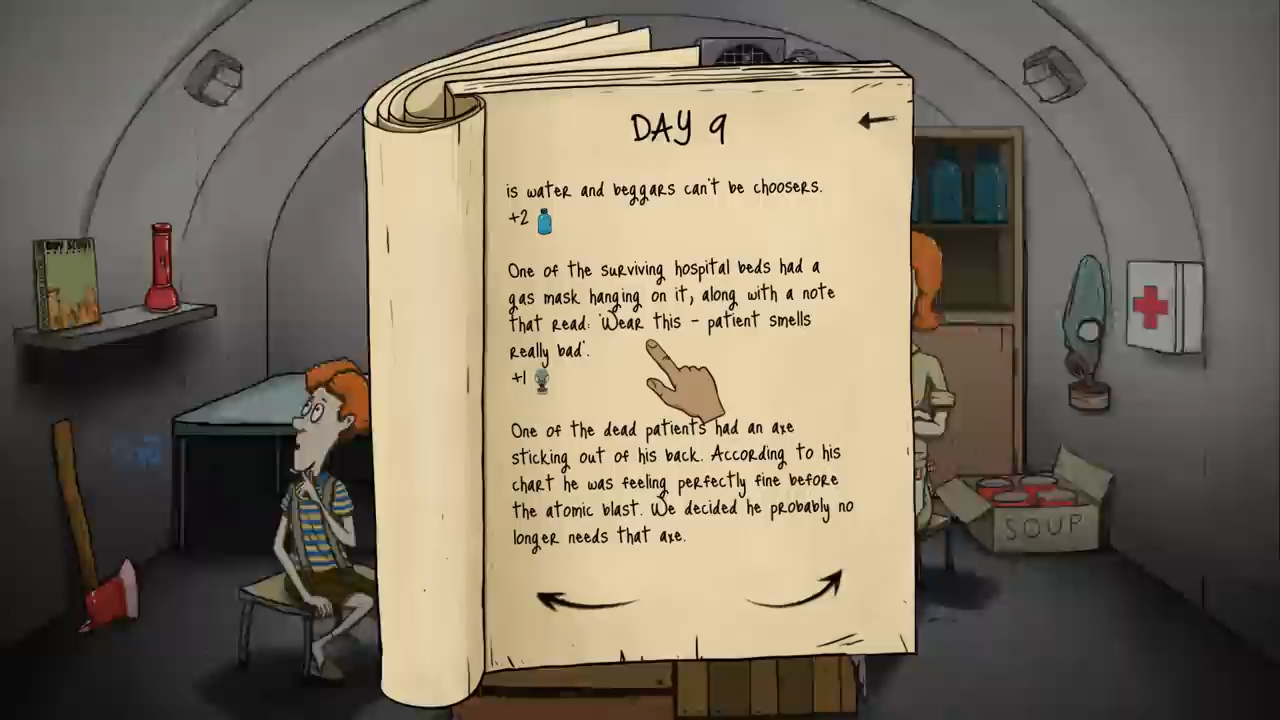 DAY 9
is water and beggars can't be choosers.
+2
One of the surviving hospital beds had a
gas mask hanging on it, along with a note
that read: 'Wear this - patient smells
really bad'.
+1
One of the dead patients had an axe
sticking out of his back. According to his
chart he was feeling perfectly fine before
the atomic blast. We decided he probably no
longer needs that axe.
SOUP